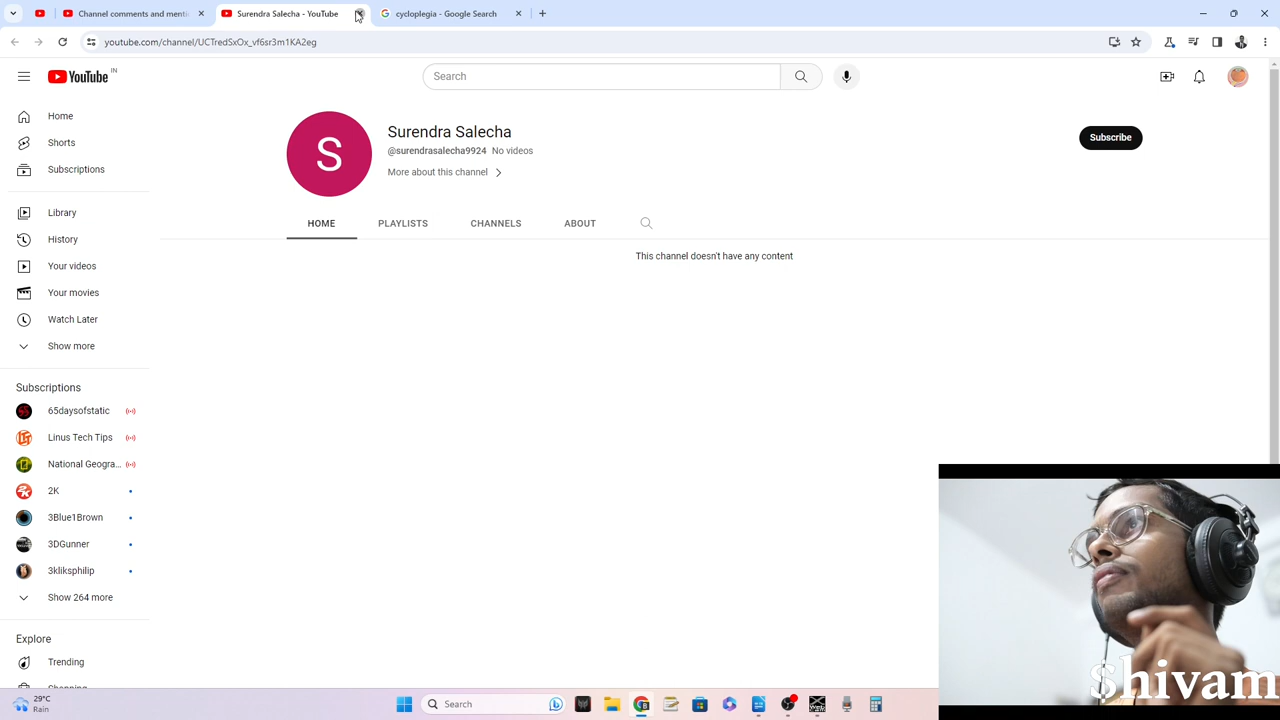 Channel comments and menti
Surendra Salecha - YouTube
cycloplegia - Google Search
youtube.com/channel/UCTredSxOx_vf6sr3m1KA2eg
YouTube IN
Search
Surendra Salecha
@surendrasalecha9924 No videos
More about this channel
Subscribe
HOME PLAYLISTS CHANNELS ABOUT
This channel doesn't have any content
Home
Shorts
Subscriptions
Library
History
Your videos
Your movies
Watch Later
Show more
Subscriptions
65daysofstatic
Linus Tech Tips
National Geogra...
2K
3Blue1Brown
3DGunner
3kliksphilip
Show 264 more
Explore
Trending
Shivam
29°C
Rain
Search